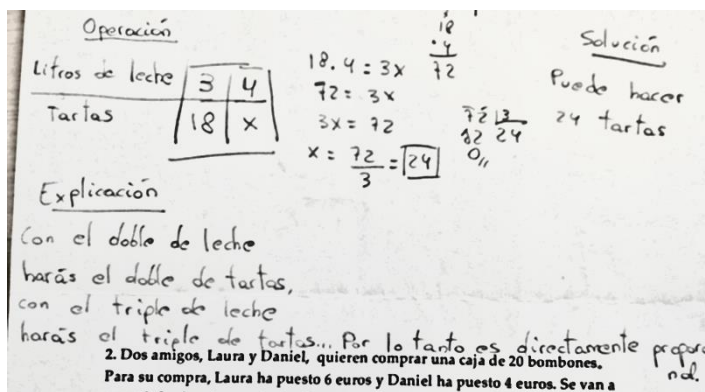 Operación
Litros de leche 3 4
Tartas 18 x
18 · 4 = 3x
72 = 3x
3x = 72
x = 72/3 = 24
18
· 4
72
72 3
12 24
0,,
Solución
Puede hacer
24 tartas
Explicación
Con el doble de leche
harás el doble de tartas,
con el triple de leche
harás el triple de tartas... Por lo tanto es directamente propor
nal.
2. Dos amigos, Laura y Daniel, quieren comprar una caja de 20 bombones.
Para su compra, Laura ha puesto 6 euros y Daniel ha puesto 4 euros. Se van a